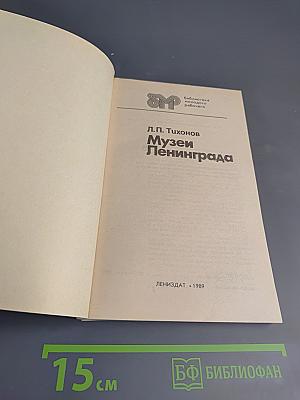 БМР
библиотека
молодого
рабочего
Л.П. Тихонов
Музеи
Ленинграда
ЛЕНИЗДАТ • 1989
15 см
БФ БИБЛИОФАН